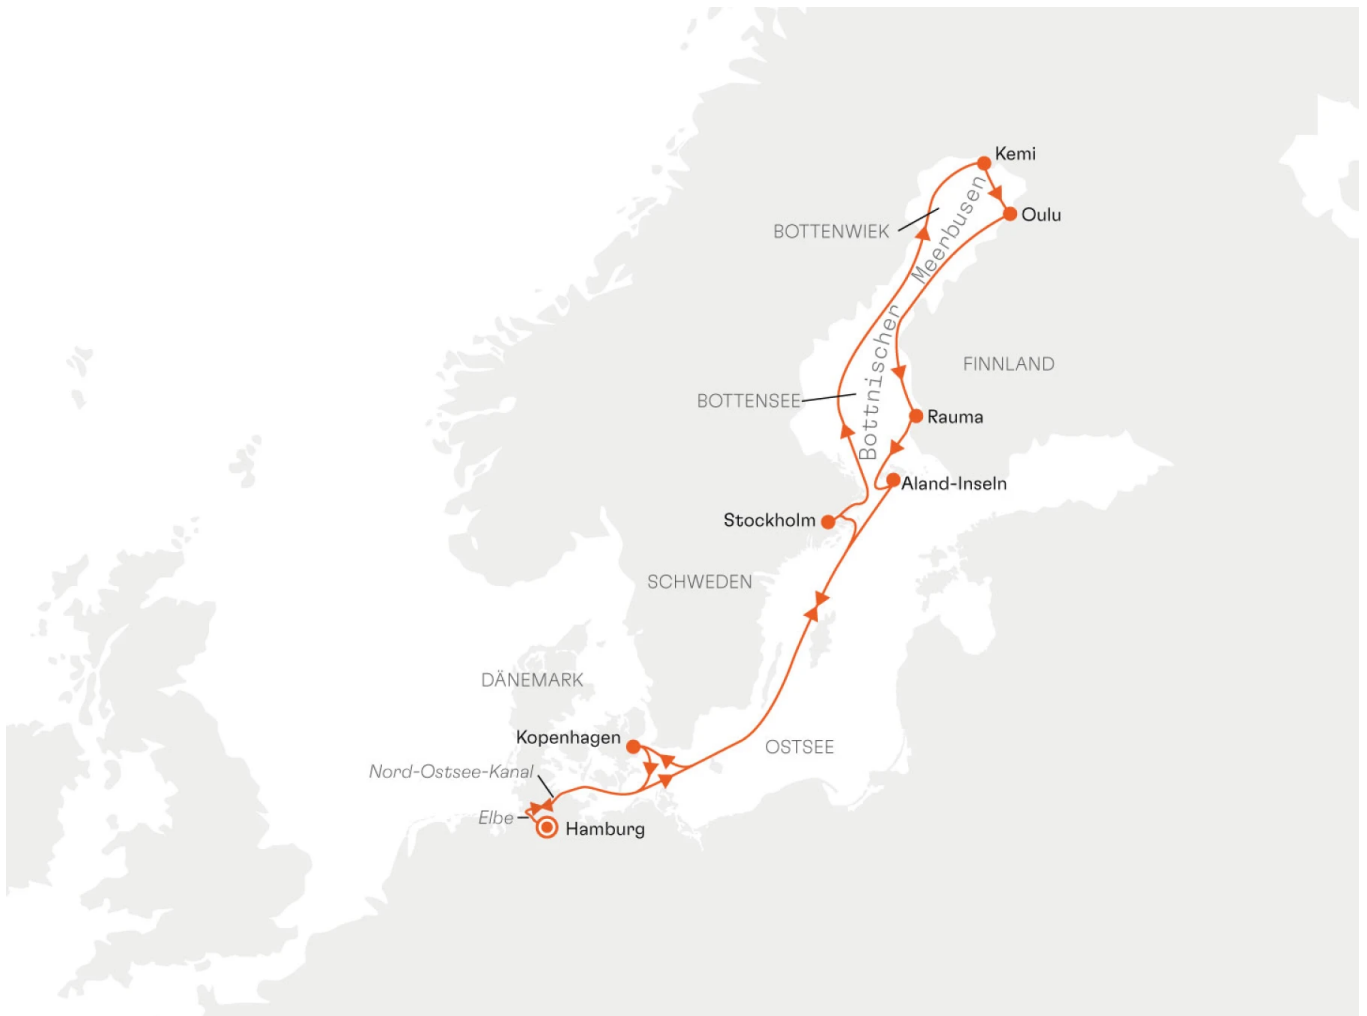 Kemi
Oulu
BOTTENWIEK
Bottnischer Meerbusen
FINNLAND
BOTTENSEE
Rauma
Aland-Inseln
Stockholm
SCHWEDEN
DÄNEMARK
Kopenhagen
OSTSEE
Nord-Ostsee-Kanal
Elbe
Hamburg